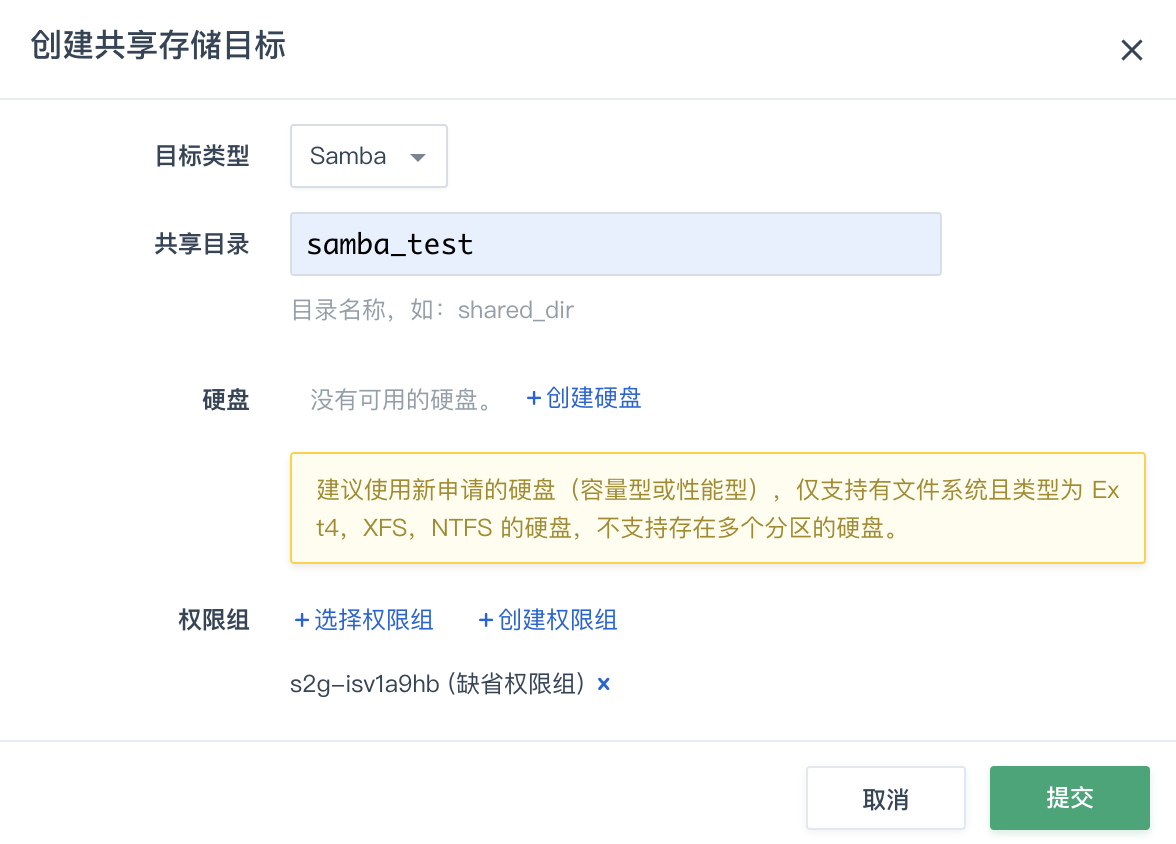 创建共享存储目标
目标类型 Samba
共享目录 samba_test
目录名称，如：shared_dir
硬盘 没有可用的硬盘。 +创建硬盘
建议使用新申请的硬盘（容量型或性能型），仅支持有文件系统且类型为 Ex
t4，XFS，NTFS 的硬盘，不支持存在多个分区的硬盘。
权限组 +选择权限组 +创建权限组
s2g-isv1a9hb (缺省权限组) ×
取消 提交